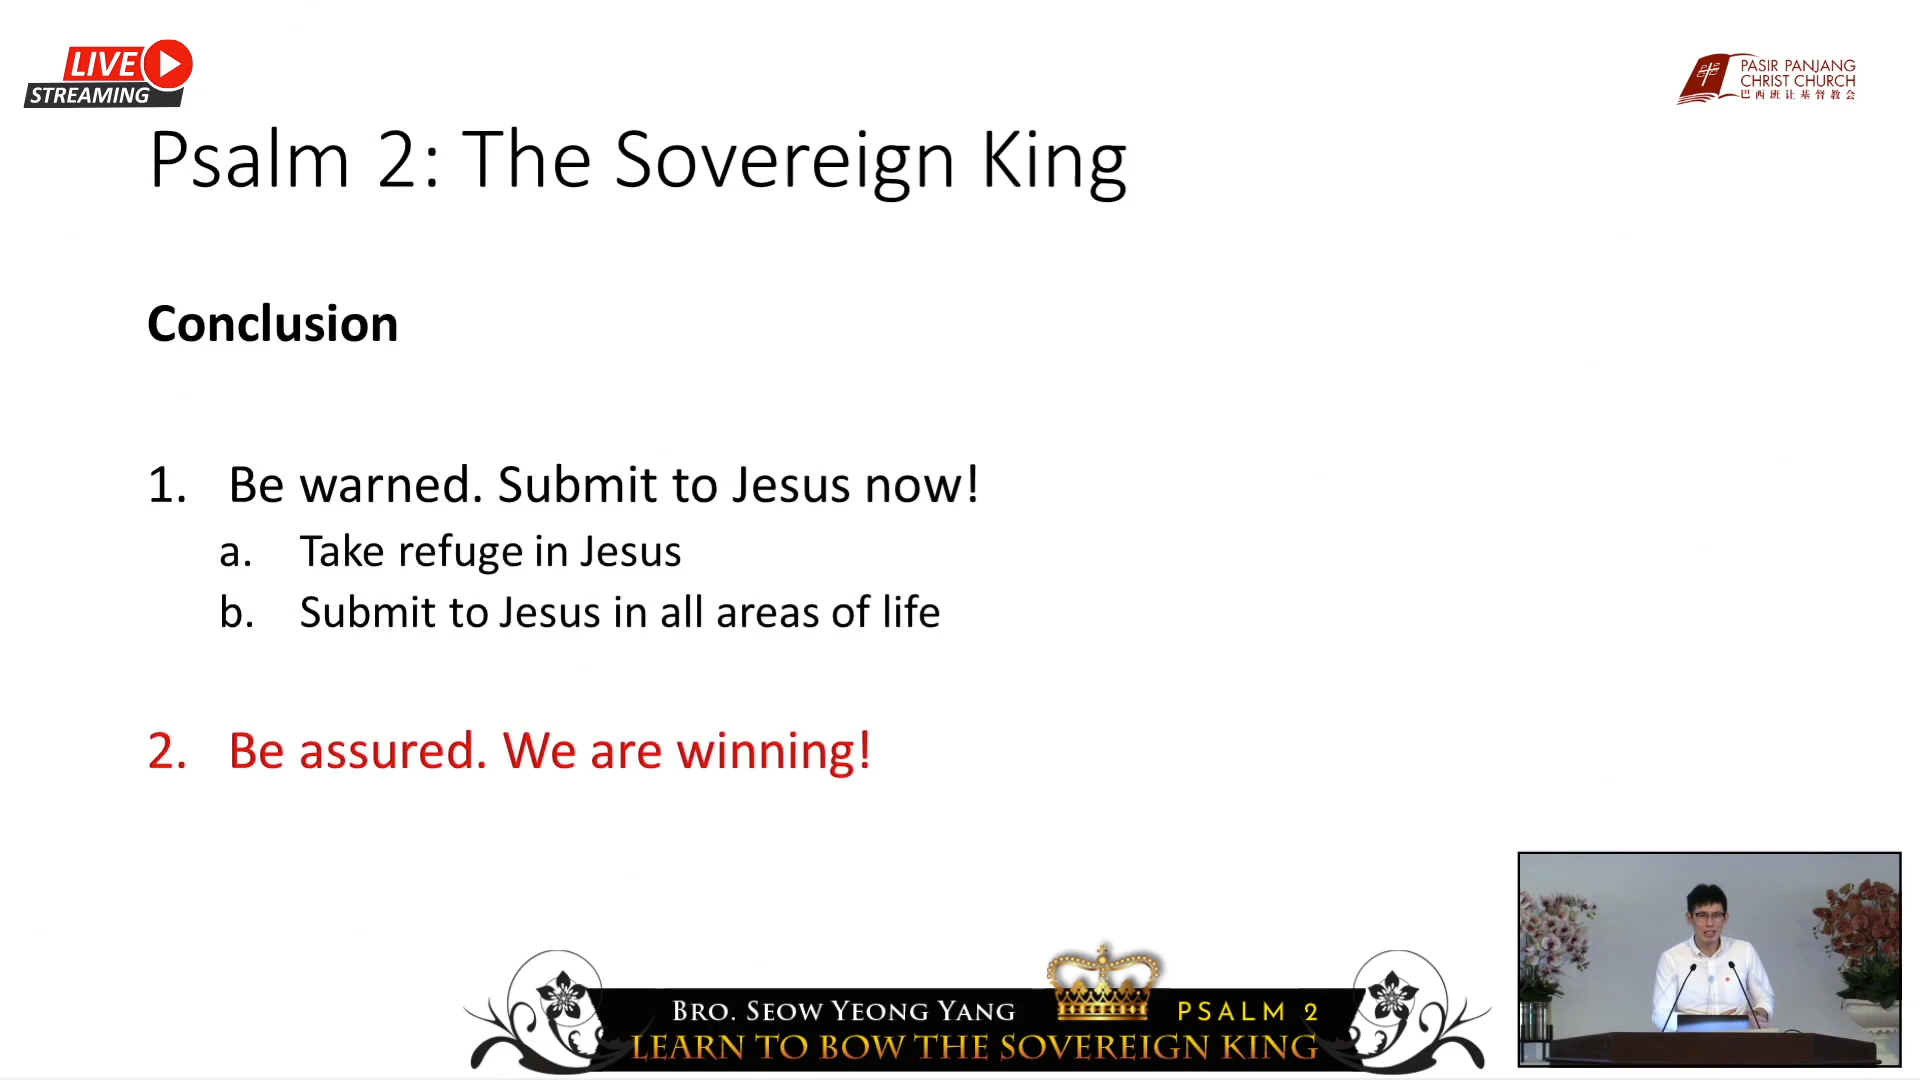 LIVE
STREAMING
PASIR PANJANG
CHRIST CHURCH
巴西班让基督教会
Psalm 2: The Sovereign King
Conclusion
1. Be warned. Submit to Jesus now!
a. Take refuge in Jesus
b. Submit to Jesus in all areas of life
2. Be assured. We are winning!
BRO. SEOW YEONG YANG
PSALM 2
LEARN TO BOW THE SOVEREIGN KING